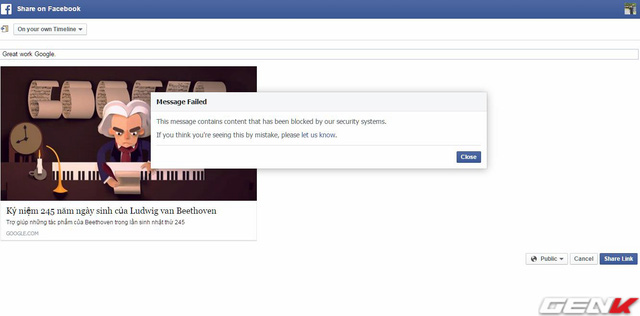 Share on Facebook
On your own Timeline
Great work Google.
Message Failed
This message contains content that has been blocked by our security systems.
If you think you're seeing this by mistake, please let us know.
Close
Kỷ niệm 245 năm ngày sinh của Ludwig van Beethoven
Trợ giúp những tác phẩm của Beethoven trong lần sinh nhật thứ 245
GOOGLE.COM
Public
Cancel
Share Link
GENK